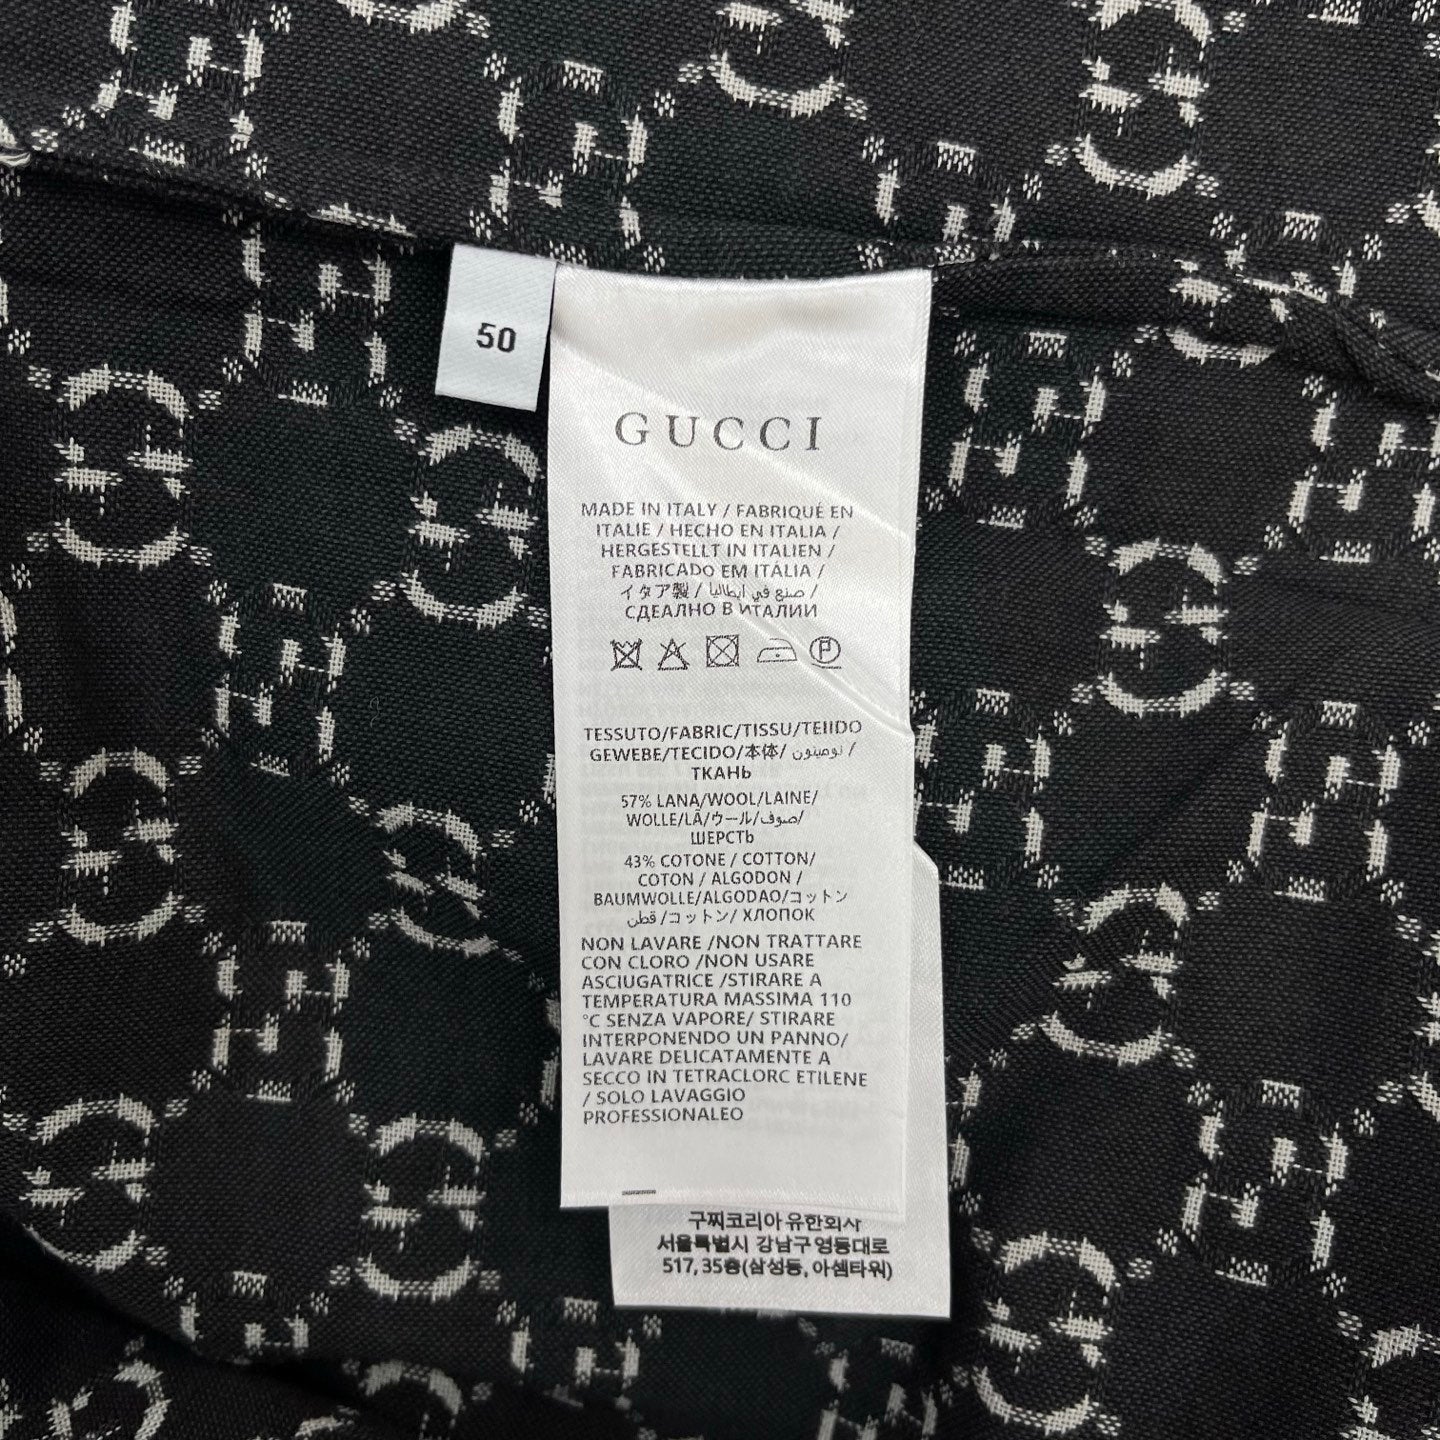 50
GUCCI
MADE IN ITALY / FABRIQUÉ EN
ITALIE / HECHO EN ITALIA /
HERGESTELLT IN ITALIEN /
FABRICADO EM ITÁLIA /
イタア製 / صنع في إيطاليا /
СДЕАЛНО В ИТАЛИИ
TESSUTO/FABRIC/TISSU/TEIIDO
GEWEBE/TECIDO/本体/ نوميتون /
ТКАНЬ
57% LANA/WOOL/LAINE/
WOLLE/LÃ/ウール/صوف/
ШЕРСТЬ
43% COTONE / COTTON/
COTON / ALGODON /
BAUMWOLLE/ALGODAO/コットン
قطن /コットン/ ХЛОПОК
NON LAVARE /NON TRATTARE
CON CLORO /NON USARE
ASCIUGATRICE /STIRARE A
TEMPERATURA MASSIMA 110
°C SENZA VAPORE/ STIRARE
INTERPONENDO UN PANNO/
LAVARE DELICATAMENTE A
SECCO IN TETRACLORC ETILENE
/ SOLO LAVAGGIO
PROFESSIONALEO
구찌코리아 유한회사
서울특별시 강남구 영동대로
517, 35층(삼성동, 아셈타워)